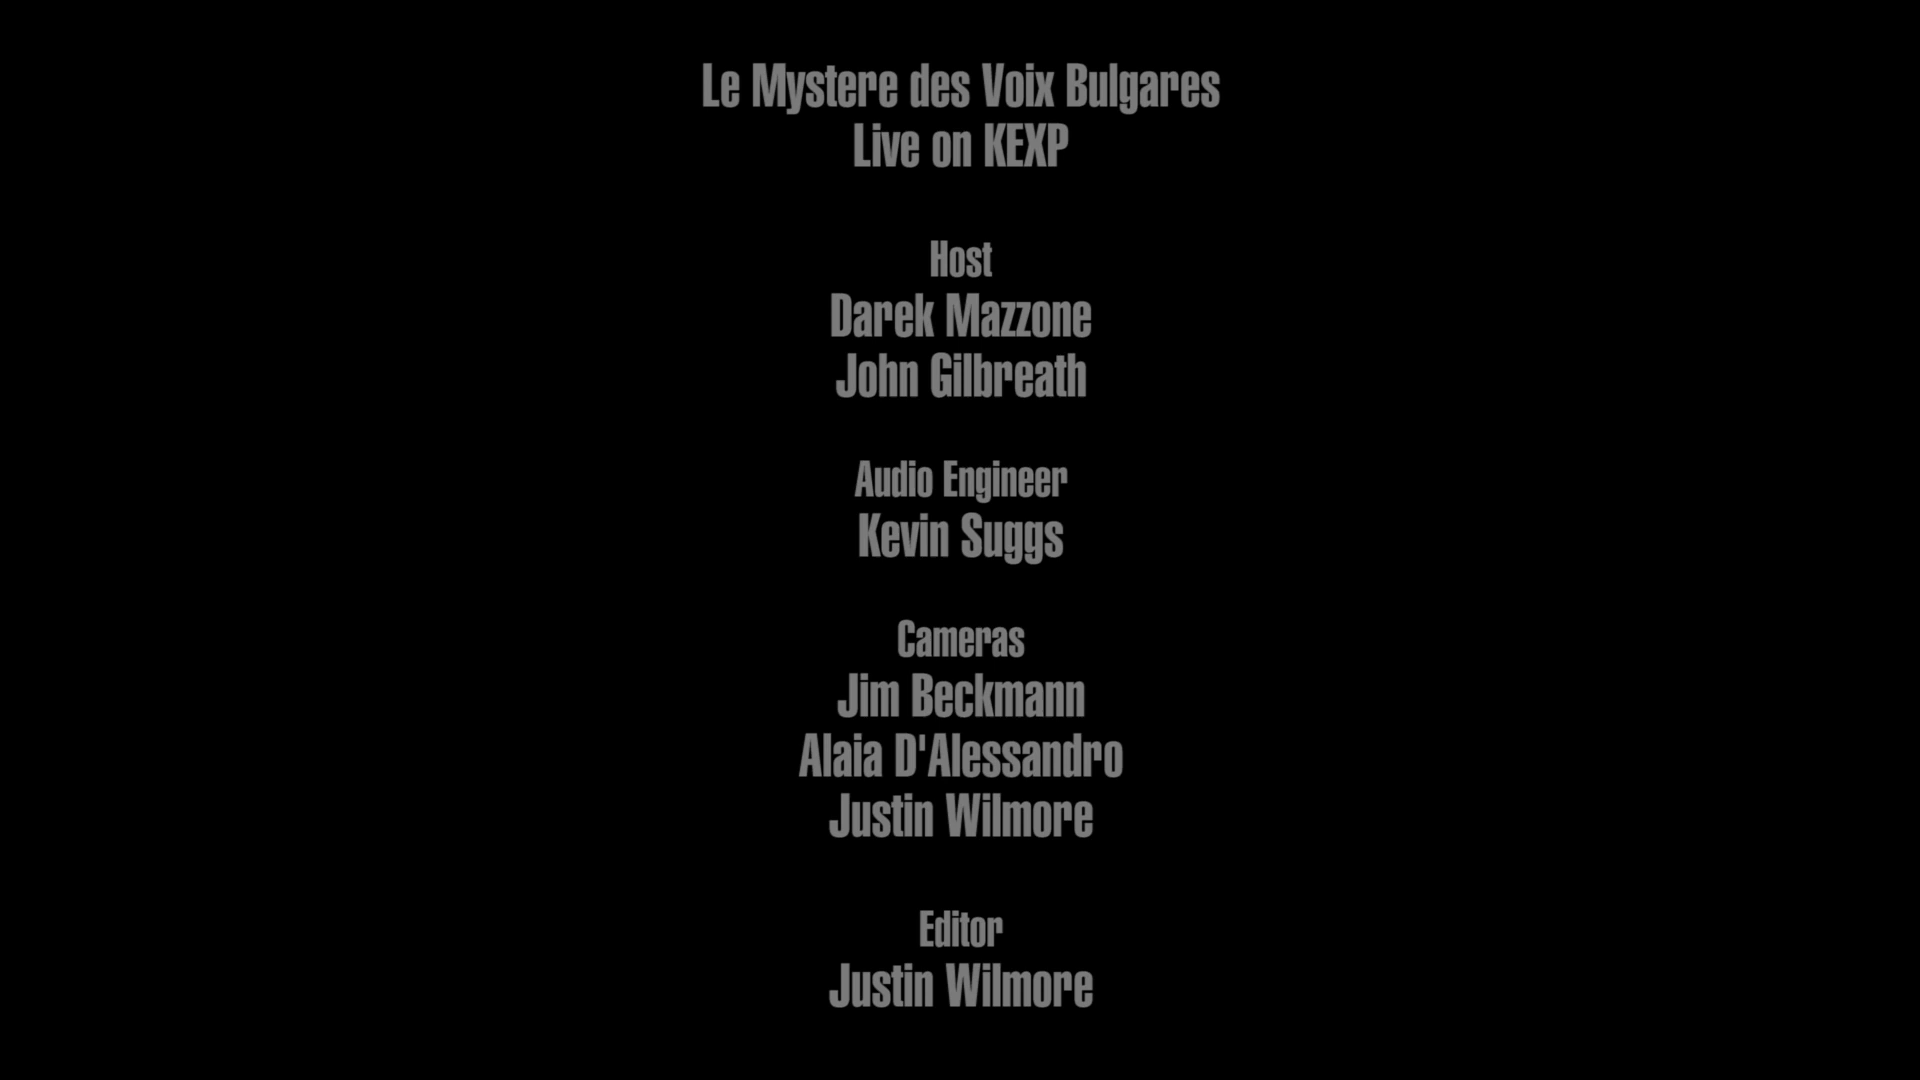 Le Mystere des Voix Bulgares
Live on KEXP
Host
Darek Mazzone
John Gilbreath
Audio Engineer
Kevin Suggs
Cameras
Jim Beckmann
Alaia D'Alessandro
Justin Wilmore
Editor
Justin Wilmore